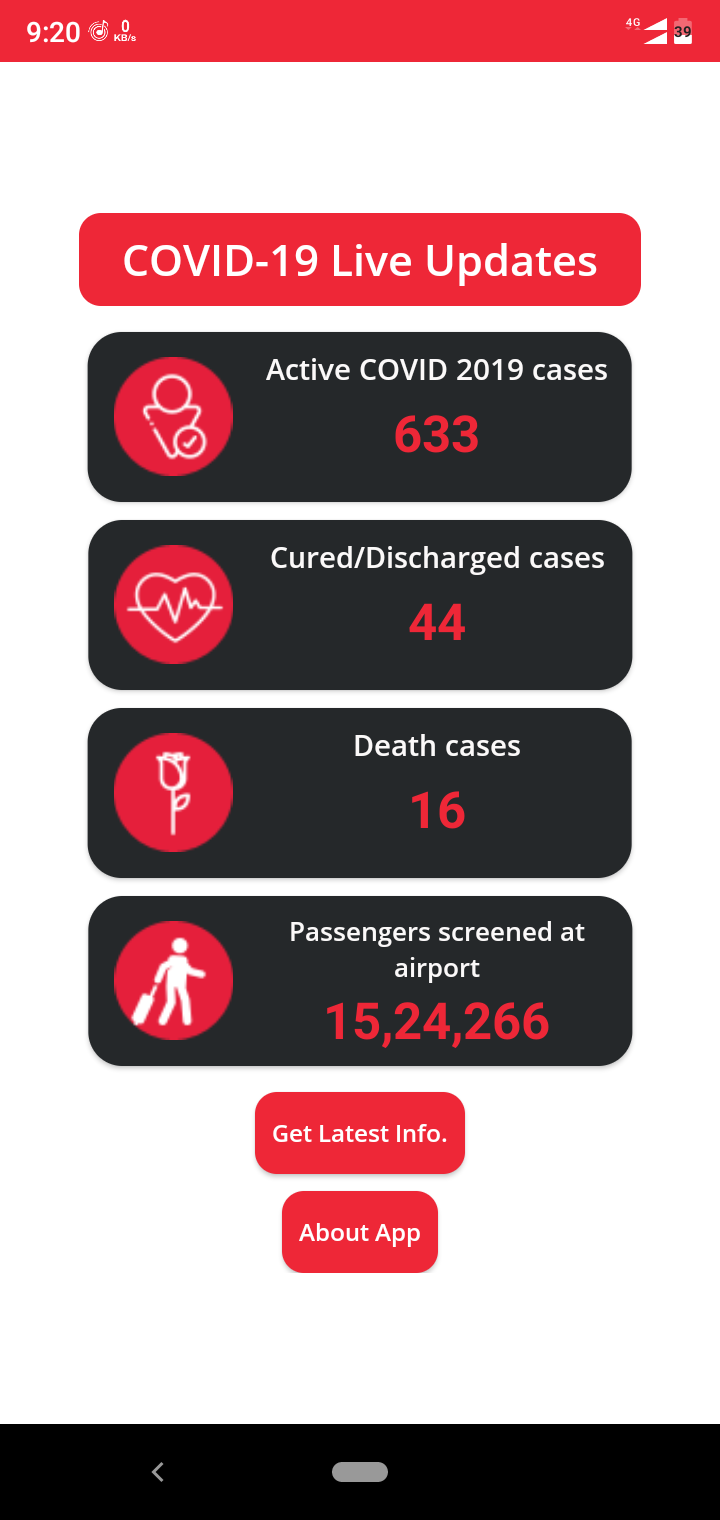 9:20
0
KB/s
4G
39
COVID-19 Live Updates
Active COVID 2019 cases
633
Cured/Discharged cases
44
Death cases
16
Passengers screened at
airport
15,24,266
Get Latest Info.
About App